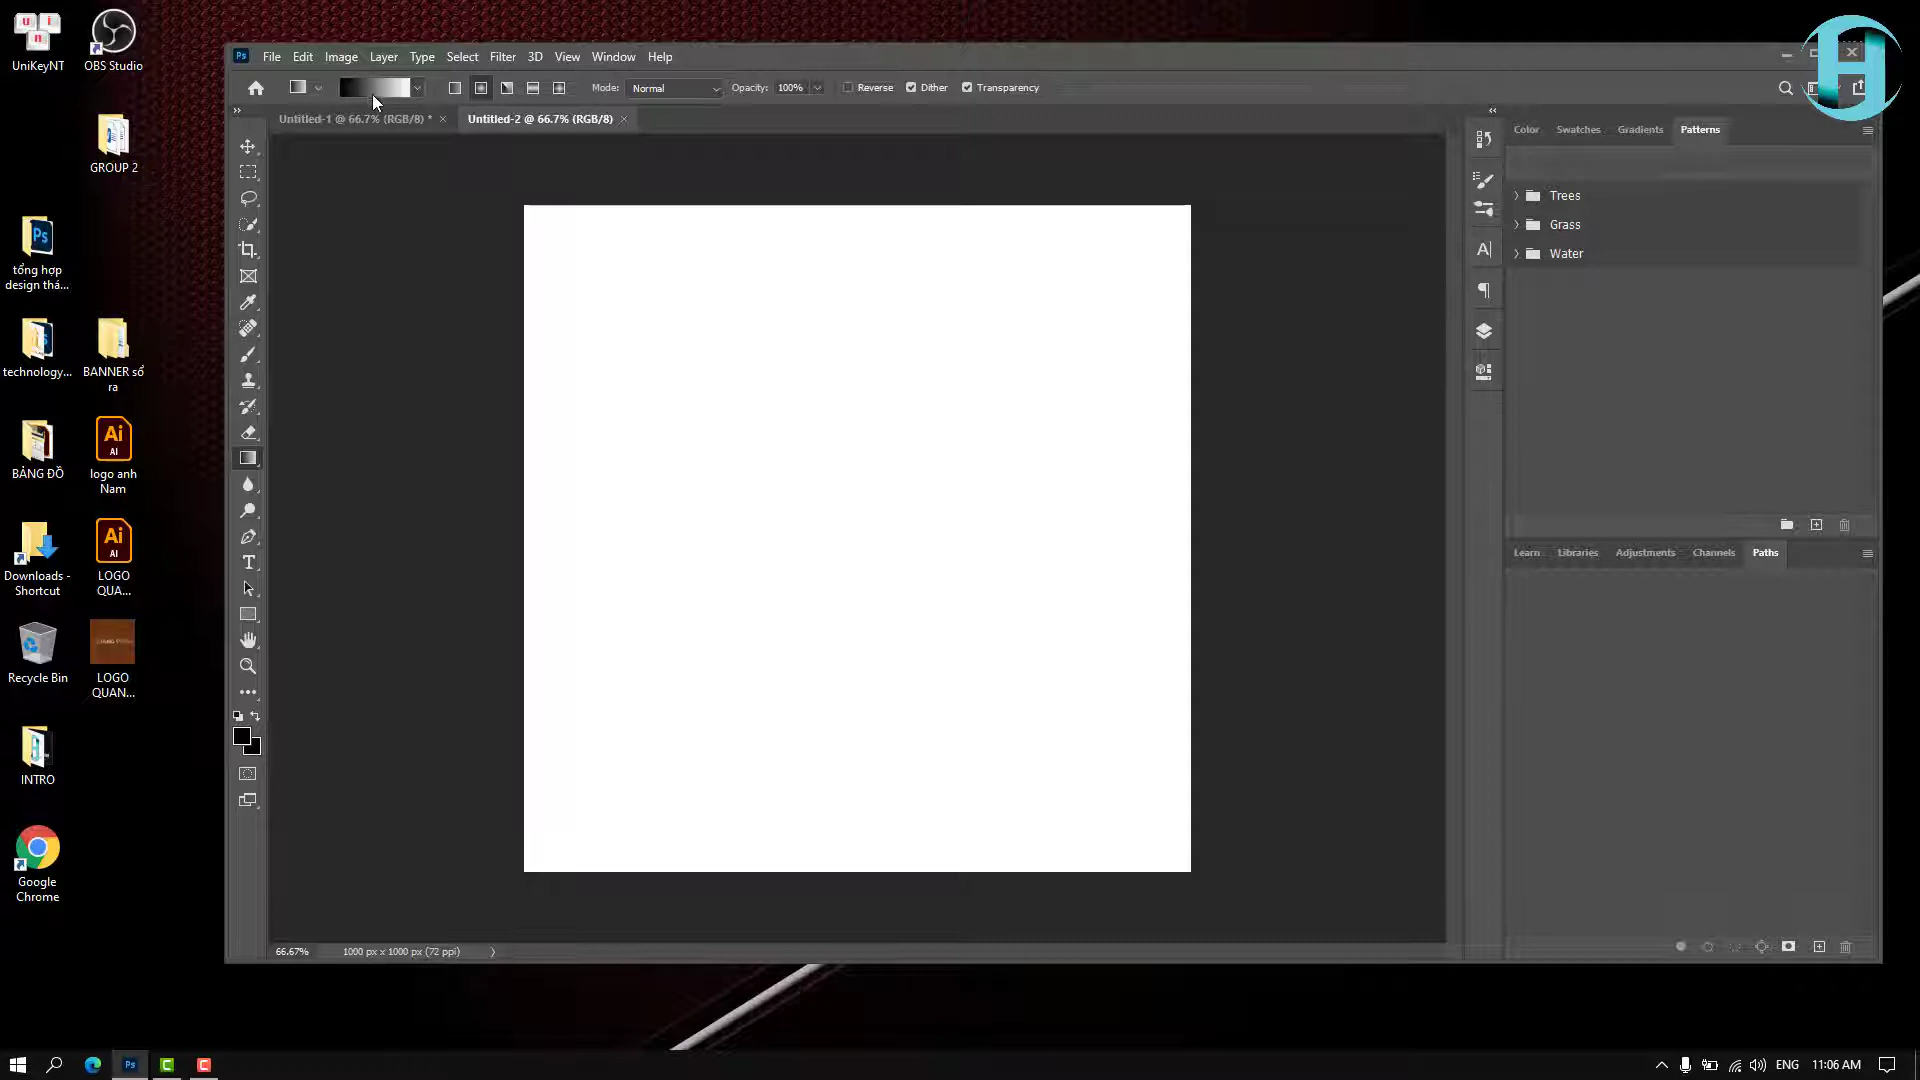 UniKeyNT
OBS Studio
GROUP 2
tổng hợp
design thá...
technology...
BANNER sổ
ra
BẢNG ĐỒ
logo anh
Nam
Downloads -
Shortcut
LOGO
QUA...
Recycle Bin
LOGO
QUAN...
INTRO
Google
Chrome
Ps
File Edit Image Layer Type Select Filter 3D View Window Help
Mode: Normal Opacity: 100% Reverse Dither Transparency
Untitled-1 @ 66.7% (RGB/8) * × Untitled-2 @ 66.7% (RGB/8) ×
Color Swatches Gradients Patterns
Trees
Grass
Water
Learn Libraries Adjustments Channels Paths
66.67% 1000 px x 1000 px (72 ppi)
ENG 11:06 AM